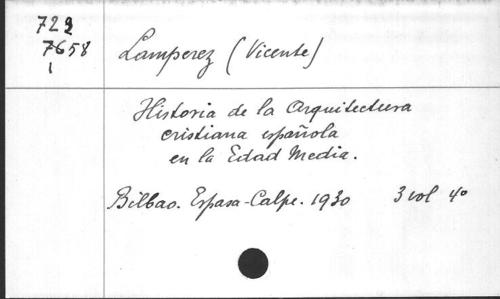 722
7658
1
Lamperez (Vicente)
Historia de la Arquitectura
cristiana española
en la Edad Media.
Bilbao. Espasa-Calpe. 1930 3 vol 4º